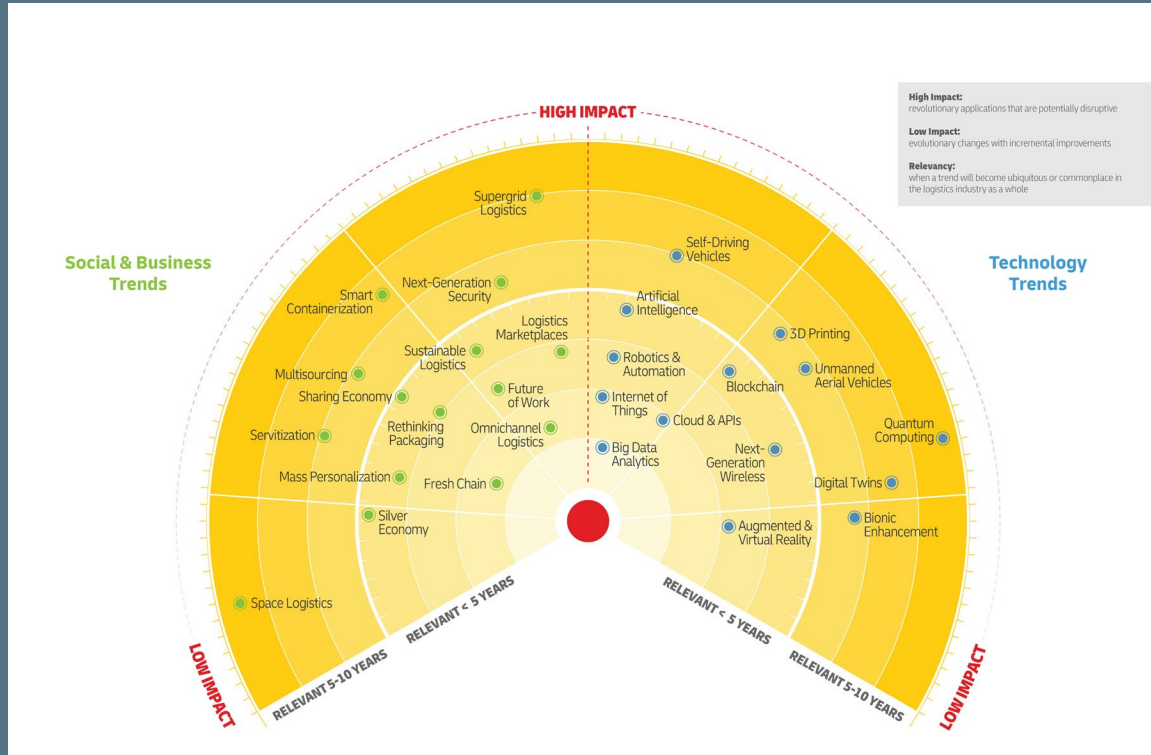 HIGH IMPACT
High Impact:
revolutionary applications that are potentially disruptive
Low Impact:
evolutionary changes with incremental improvements
Relevancy:
when a trend will become ubiquitous or commonplace in
the logistics industry as a whole
Social & Business
Trends
Technology
Trends
Supergrid
Logistics
Next-Generation
Security
Smart
Containerization
Logistics
Marketplaces
Sustainable
Logistics
Multisourcing
Sharing Economy
Future
of Work
Rethinking
Packaging
Omnichannel
Logistics
Servitization
Mass Personalization
Fresh Chain
Silver
Economy
Space Logistics
Self-Driving
Vehicles
Artificial
Intelligence
3D Printing
Robotics &
Automation
Unmanned
Aerial Vehicles
Blockchain
Internet of
Things
Cloud & APIs
Quantum
Computing
Big Data
Analytics
Next-
Generation
Wireless
Digital Twins
Bionic
Enhancement
Augmented &
Virtual Reality
RELEVANT < 5 YEARS
RELEVANT 5-10 YEARS
LOW IMPACT
RELEVANT < 5 YEARS
RELEVANT 5-10 YEARS
LOW IMPACT